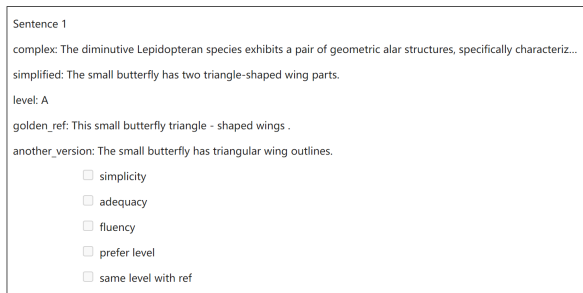 Sentence 1
complex: The diminutive Lepidopteran species exhibits a pair of geometric alar structures, specifically characteriz...
simplified: The small butterfly has two triangle-shaped wing parts.
level: A
golden_ref: This small butterfly triangle - shaped wings .
another_version: The small butterfly has triangular wing outlines.
simplicity
adequacy
fluency
prefer level
same level with ref